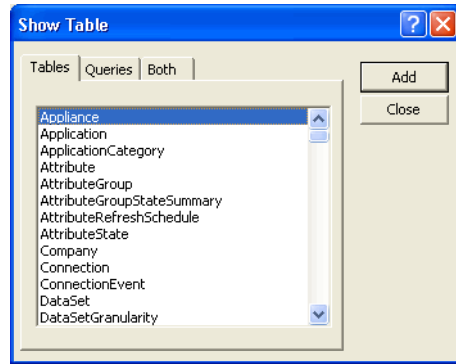 Show Table
Tables Queries Both
Add
Close
Appliance
Application
ApplicationCategory
Attribute
AttributeGroup
AttributeGroupStateSummary
AttributeRefreshSchedule
AttributeState
Company
Connection
ConnectionEvent
DataSet
DataSetGranularity